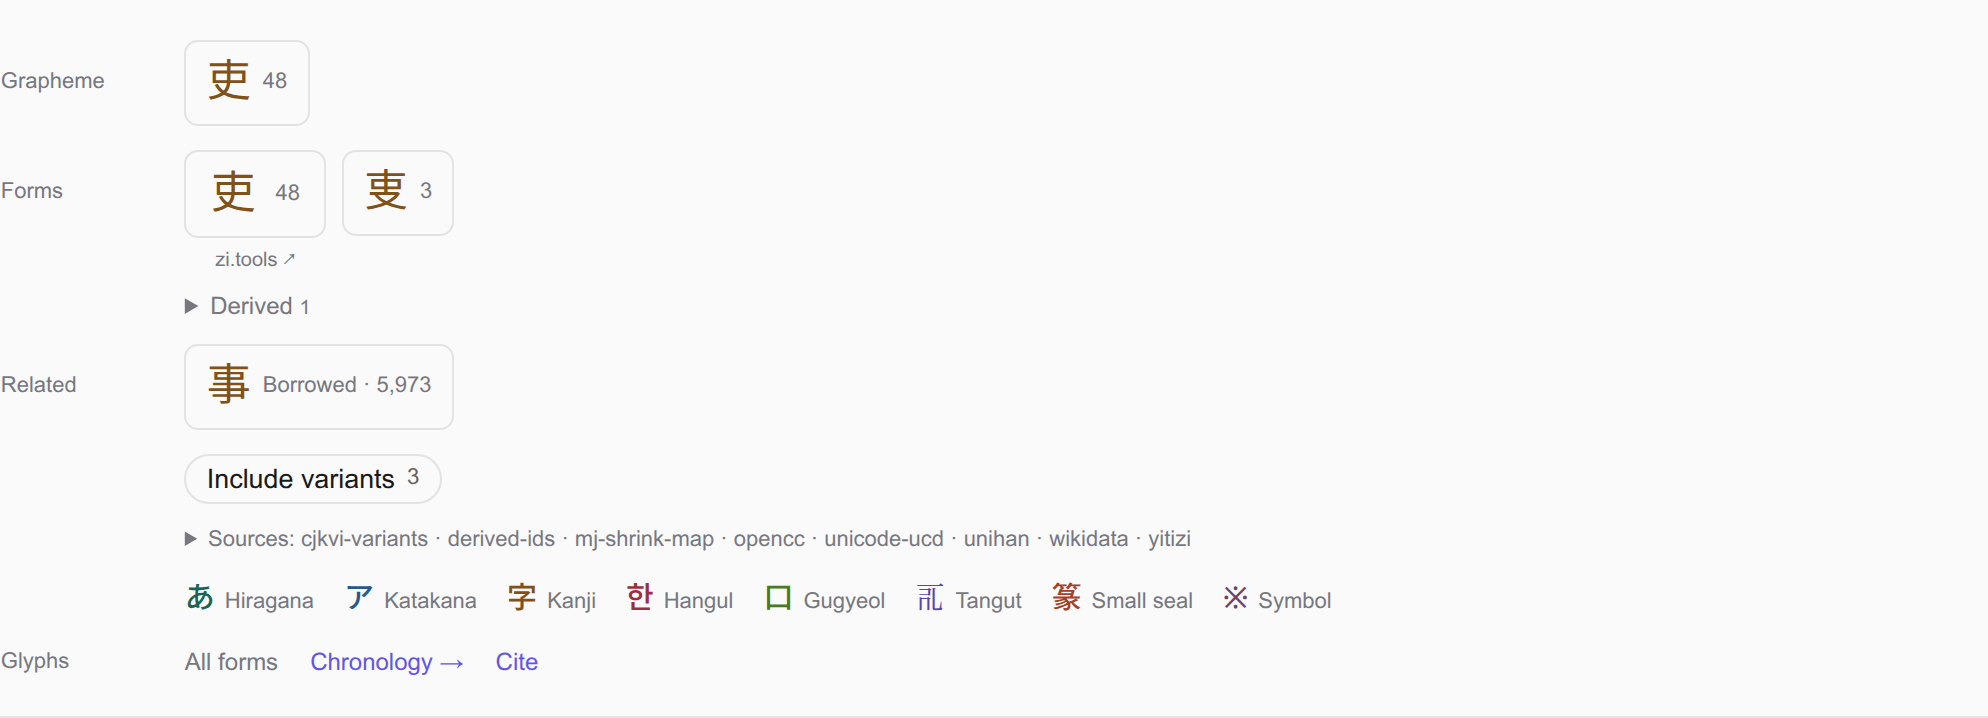 Grapheme 吏 48
Forms 吏 48 叓 3
zi.tools ↗
▶ Derived 1
Related 事 Borrowed · 5,973
Include variants 3
▶ Sources: cjkvi-variants · derived-ids · mj-shrink-map · opencc · unicode-ucd · unihan · wikidata · yitizi
あ Hiragana ア Katakana 字 Kanji 한 Hangul 口 Gugyeol Tangut 篆 Small seal ※ Symbol
Glyphs All forms Chronology → Cite